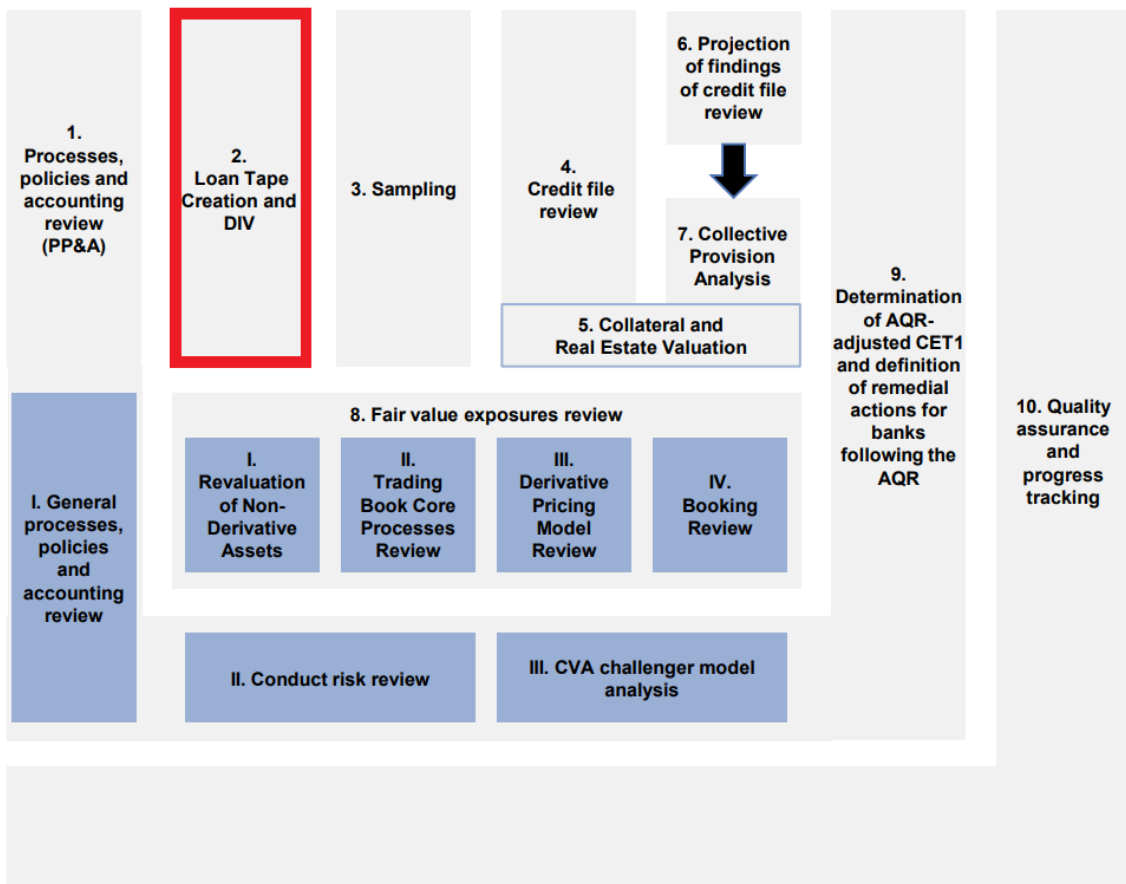 1.
Processes,
policies and
accounting
review
(PP&A)
2.
Loan Tape
Creation and
DIV
3. Sampling
4.
Credit file
review
6. Projection
of findings
of credit file
review
7. Collective
Provision
Analysis
5. Collateral and
Real Estate Valuation
9.
Determination
of AQR-
adjusted CET1
and definition
of remedial
actions for
banks
following the
AQR
10. Quality
assurance
and
progress
tracking
8. Fair value exposures review
I.
Revaluation
of Non-
Derivative
Assets
II.
Trading
Book Core
Processes
Review
III.
Derivative
Pricing
Model
Review
IV.
Booking
Review
I. General
processes,
policies
and
accounting
review
II. Conduct risk review
III. CVA challenger model
analysis